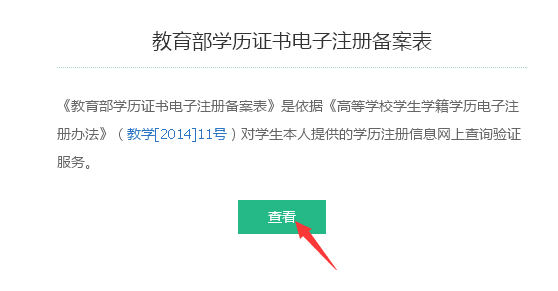 教育部学历证书电子注册备案表
《教育部学历证书电子注册备案表》是依据《高等学校学生学籍学历电子注
册办法》（教学[2014]11号）对学生本人提供的学历注册信息网上查询验证
服务。
查看